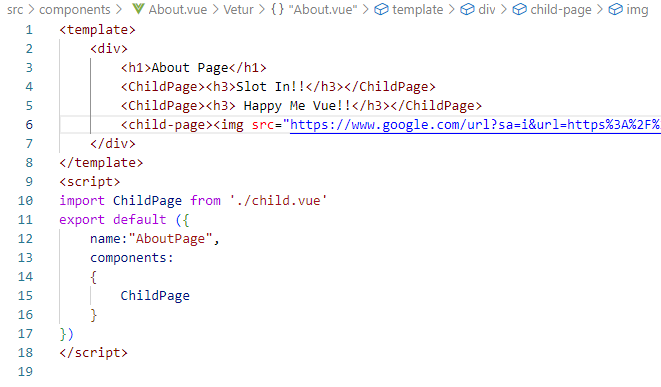 src > components > About.vue > Vetur > {} "About.vue" > template > div > child-page > img
1 <template>
2 <div>
3 <h1>About Page</h1>
4 <ChildPage><h3>Slot In!!</h3></ChildPage>
5 <ChildPage><h3> Happy Me Vue!!</h3></ChildPage>
6 <child-page><img src="https://www.google.com/url?sa=i&url=https%3A%2F%
7 </div>
8 </template>
9 <script>
10 import ChildPage from './child.vue'
11 export default ({
12 name:"AboutPage",
13 components:
14 {
15 ChildPage
16 }
17 })
18 </script>
19